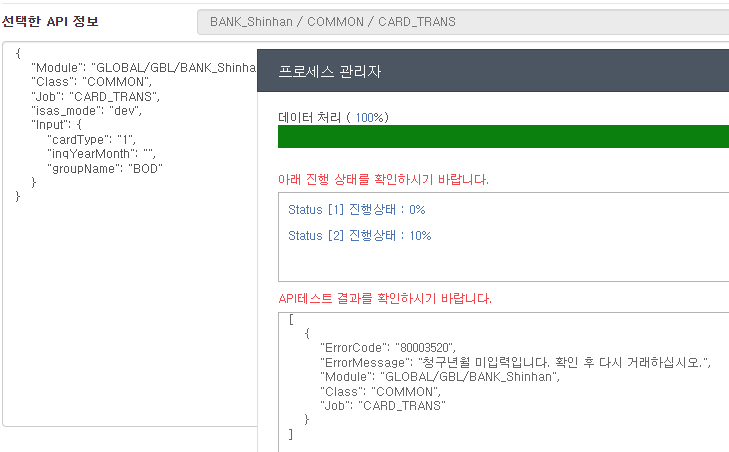 선택한 API 정보
BANK_Shinhan / COMMON / CARD_TRANS
{
"Module": "GLOBAL/GBL/BANK_Shinha
"Class": "COMMON",
"Job": "CARD_TRANS",
"isas_mode": "dev",
"Input": {
"cardType": "1",
"inqYearMonth": "",
"groupName": "BOD"
}
}
프로세스 관리자
데이터 처리 ( 100%)
아래 진행 상태를 확인하시기 바랍니다.
Status [1] 진행상태 : 0%
Status [2] 진행상태 : 10%
API테스트 결과를 확인하시기 바랍니다.
[
{
"ErrorCode": "80003520",
"ErrorMessage": "청구년월 미입력입니다. 확인 후 다시 거래하십시오.",
"Module": "GLOBAL/GBL/BANK_Shinhan",
"Class": "COMMON",
"Job": "CARD_TRANS"
}
]